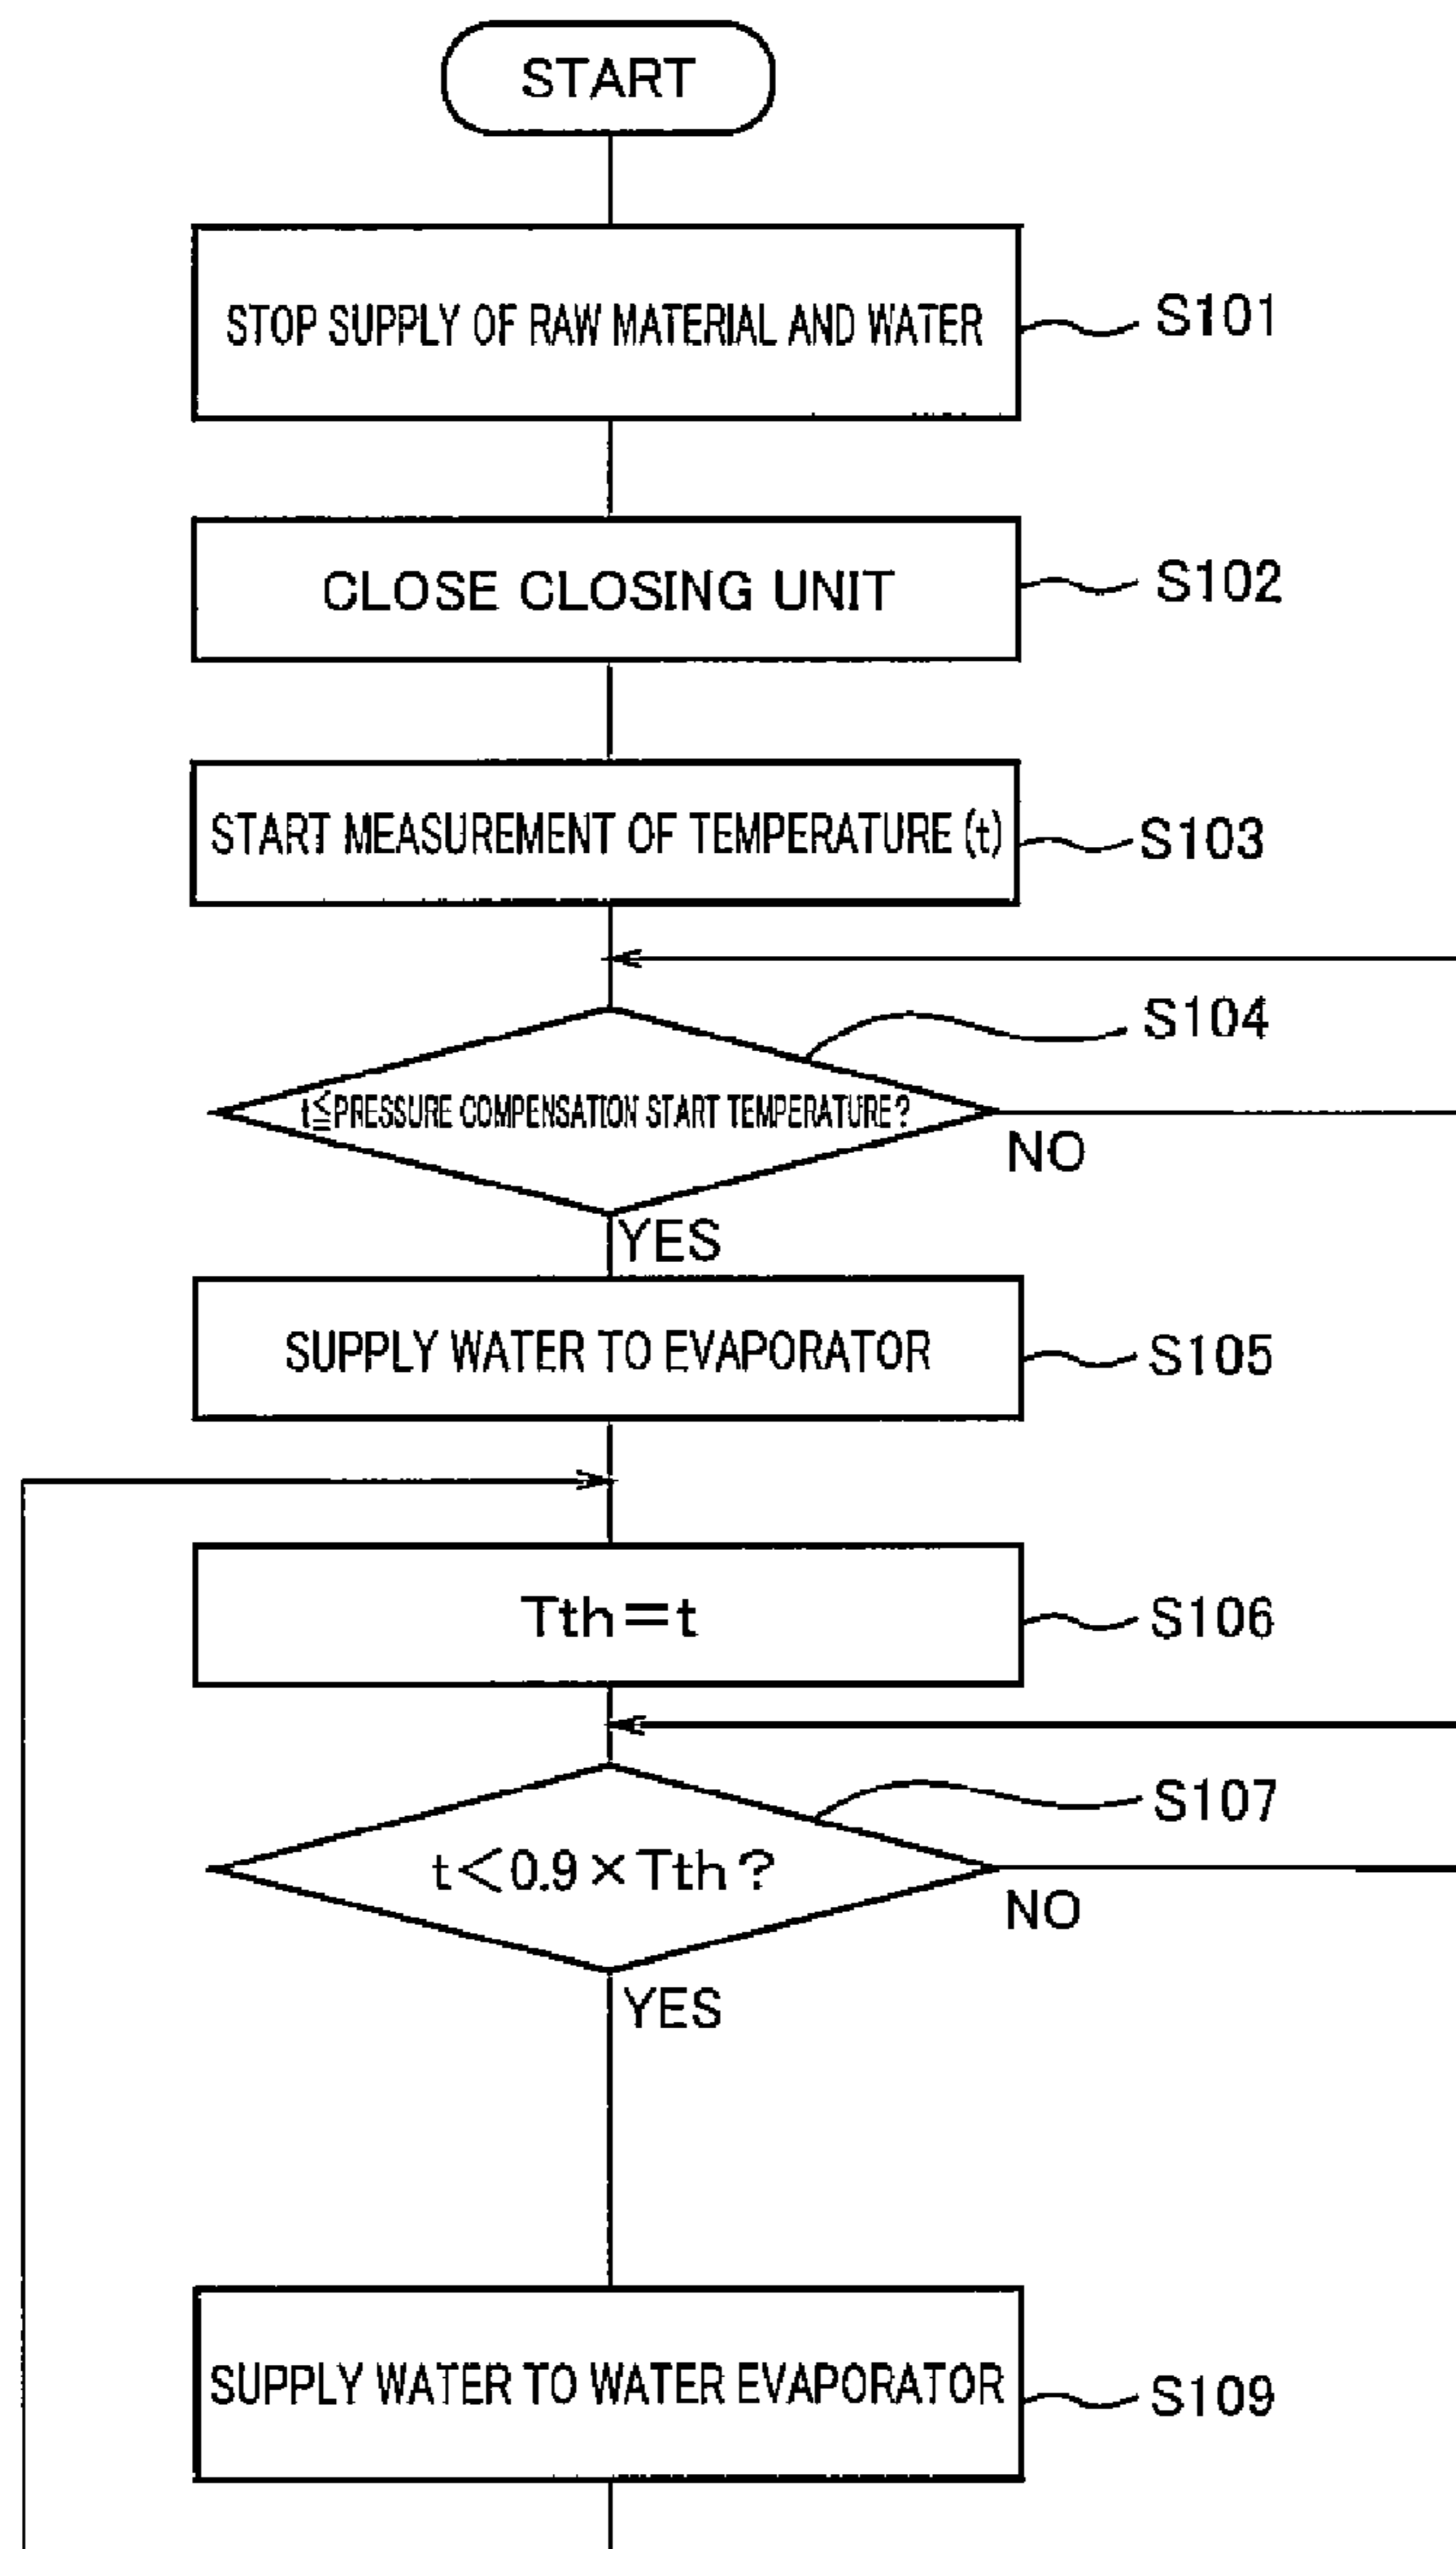 START
STOP SUPPLY OF RAW MATERIAL AND WATER
S101
CLOSE CLOSING UNIT
S102
START MEASUREMENT OF TEMPERATURE (t)
S103
S104
t≦PRESSURE COMPENSATION START TEMPERATURE?
NO
YES
SUPPLY WATER TO EVAPORATOR
S105
Tth=t
S106
S107
t<0.9×Tth?
NO
YES
SUPPLY WATER TO WATER EVAPORATOR
S109